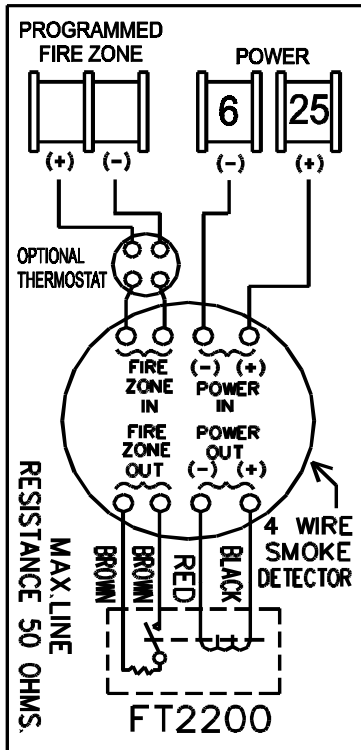 PROGRAMMED
FIRE ZONE
POWER
6
25
(+) (-) (-) (+)
OPTIONAL
THERMOSTAT
FIRE
ZONE
IN
(-) (+)
POWER
IN
FIRE
ZONE
OUT
POWER
OUT
(-) (+)
4 WIRE
SMOKE
DETECTOR
BROWN
BROWN
RED
BLACK
MAX.LINE
RESISTANCE 50 OHMS.
FT2200